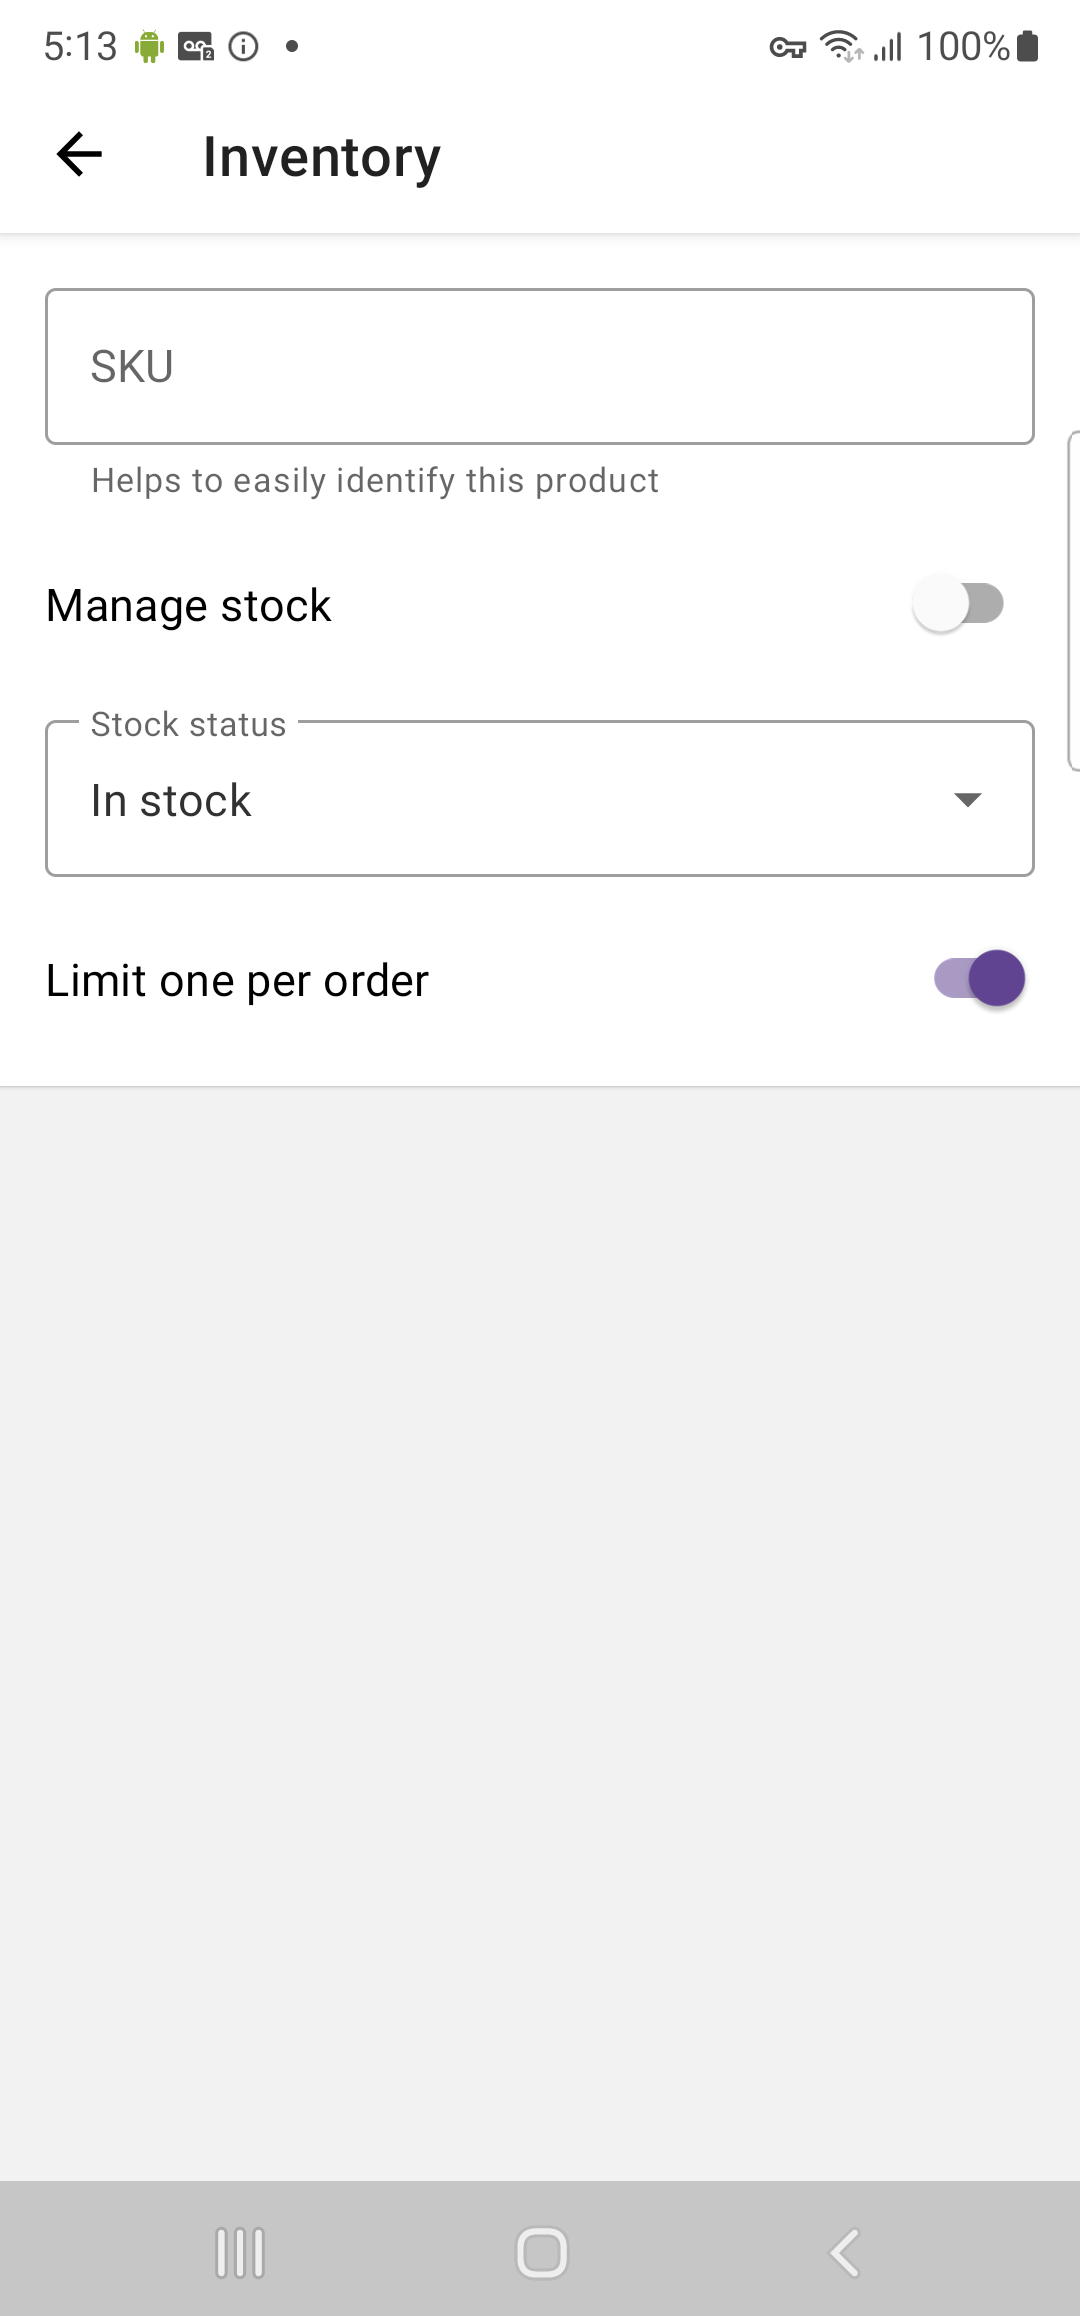 5:13
100%
Inventory
SKU
Helps to easily identify this product
Manage stock
Stock status
In stock
Limit one per order